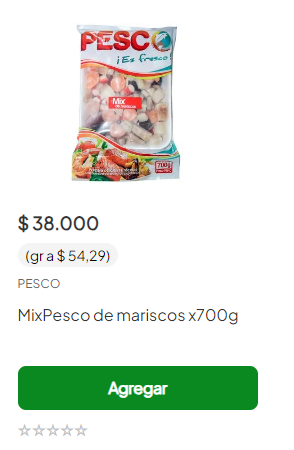 PESCO
¡Es fresco!
Mix
de mariscos
700g
$ 38.000
(gr a $ 54,29)
PESCO
MixPesco de mariscos x700g
Agregar